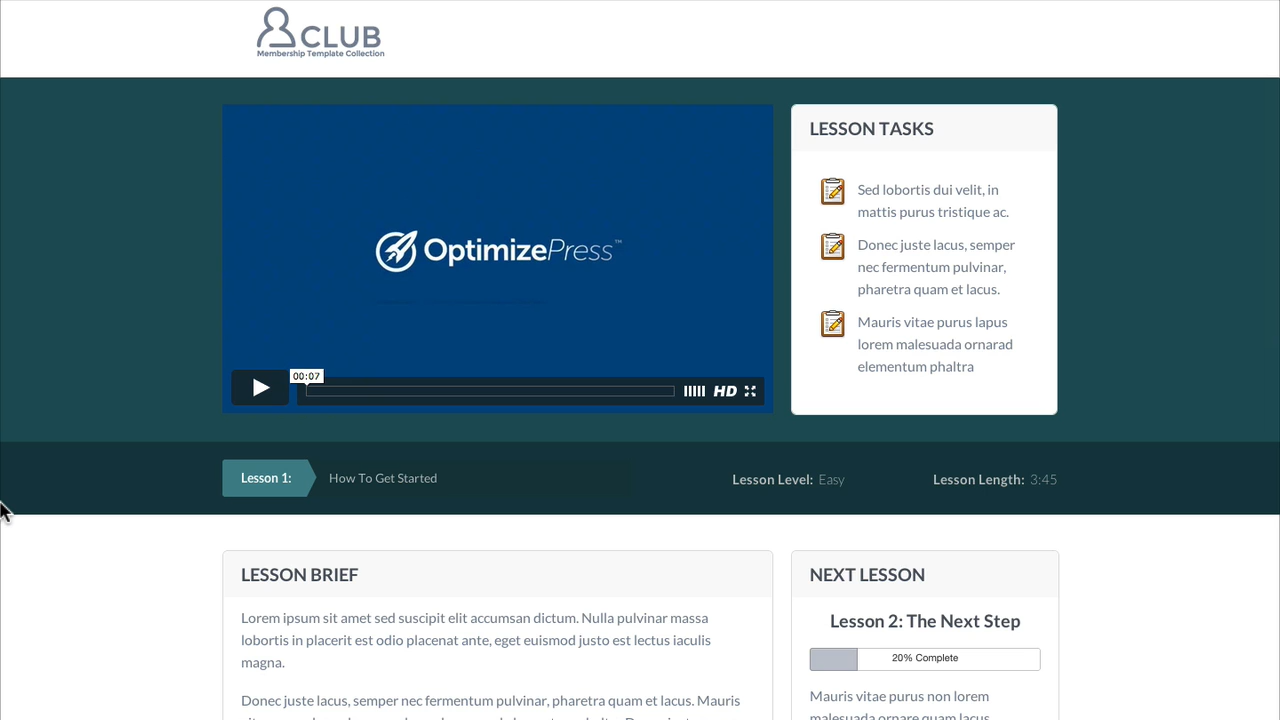 CLUB
Membership Template Collection
OptimizePress™
00:07
HD
LESSON TASKS
Sed lobortis dui velit, in
mattis purus tristique ac.
Donec juste lacus, semper
nec fermentum pulvinar,
pharetra quam et lacus.
Mauris vitae purus lapus
lorem malesuada ornarad
elementum phaltra
Lesson 1: How To Get Started
Lesson Level: Easy
Lesson Length: 3:45
LESSON BRIEF
Lorem ipsum sit amet sed suscipit elit accumsan dictum. Nulla pulvinar massa
lobortis in placerit est odio placenat ante, eget euismod justo est lectus iaculis
magna.
Donec juste lacus, semper nec fermentum pulvinar, pharetra quam et lacus. Mauris
NEXT LESSON
Lesson 2: The Next Step
20% Complete
Mauris vitae purus non lorem
malesuada ornare quam lacus